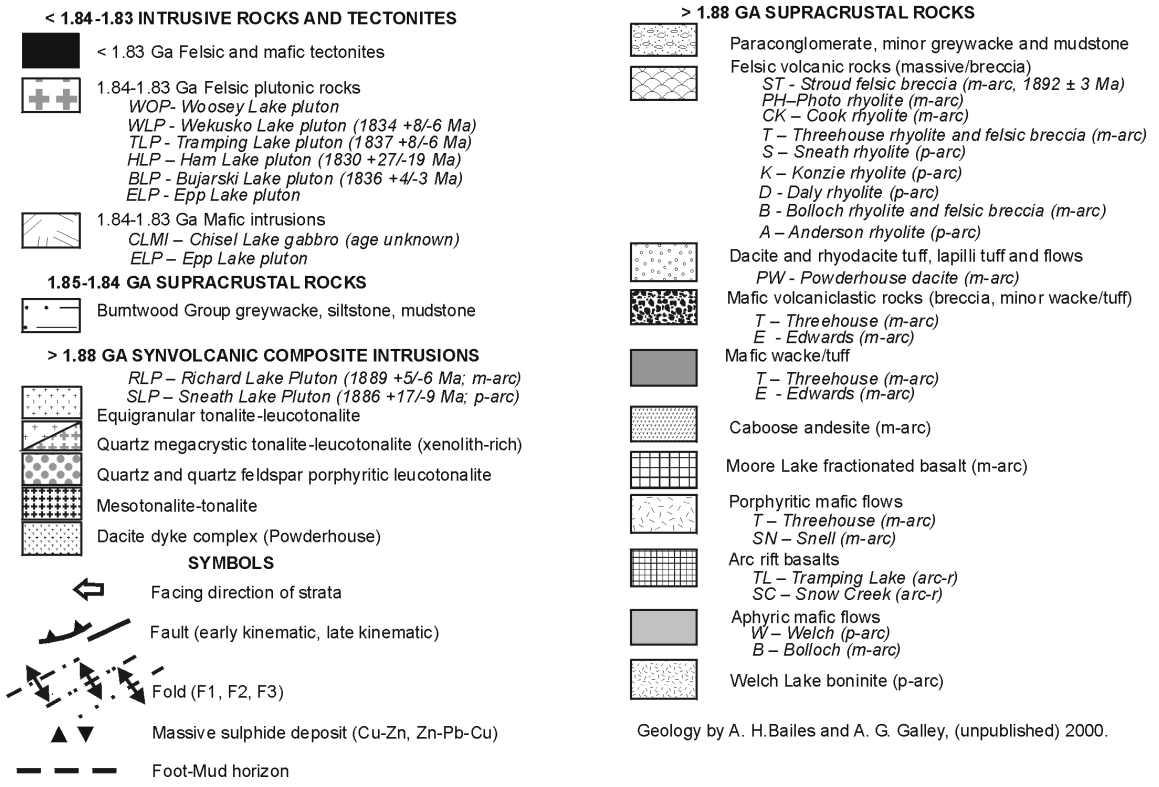 < 1.84-1.83 INTRUSIVE ROCKS AND TECTONITES
< 1.83 Ga Felsic and mafic tectonites
1.84-1.83 Ga Felsic plutonic rocks
WOP- Woosey Lake pluton
WLP - Wekusko Lake pluton (1834 +8/-6 Ma)
TLP - Tramping Lake pluton (1837 +8/-6 Ma)
HLP – Ham Lake pluton (1830 +27/-19 Ma)
BLP - Bujarski Lake pluton (1836 +4/-3 Ma)
ELP - Epp Lake pluton
1.84-1.83 Ga Mafic intrusions
CLMI – Chisel Lake gabbro (age unknown)
ELP – Epp Lake pluton
1.85-1.84 GA SUPRACRUSTAL ROCKS
Burntwood Group greywacke, siltstone, mudstone
> 1.88 GA SYNVOLCANIC COMPOSITE INTRUSIONS
RLP – Richard Lake Pluton (1889 +5/-6 Ma; m-arc)
SLP – Sneath Lake Pluton (1886 +17/-9 Ma; p-arc)
Equigranular tonalite-leucotonalite
Quartz megacrystic tonalite-leucotonalite (xenolith-rich)
Quartz and quartz feldspar porphyritic leucotonalite
Mesotonalite-tonalite
Dacite dyke complex (Powderhouse)
SYMBOLS
Facing direction of strata
Fault (early kinematic, late kinematic)
Fold (F1, F2, F3)
Massive sulphide deposit (Cu-Zn, Zn-Pb-Cu)
Foot-Mud horizon
> 1.88 GA SUPRACRUSTAL ROCKS
Paraconglomerate, minor greywacke and mudstone
Felsic volcanic rocks (massive/breccia)
ST - Stroud felsic breccia (m-arc, 1892 ± 3 Ma)
PH–Photo rhyolite (m-arc)
CK – Cook rhyolite (m-arc)
T – Threehouse rhyolite and felsic breccia (m-arc)
S – Sneath rhyolite (p-arc)
K – Konzie rhyolite (p-arc)
D - Daly rhyolite (p-arc)
B - Bolloch rhyolite and felsic breccia (m-arc)
A – Anderson rhyolite (p-arc)
Dacite and rhyodacite tuff, lapilli tuff and flows
PW - Powderhouse dacite (m-arc)
Mafic volcaniclastic rocks (breccia, minor wacke/tuff)
T – Threehouse (m-arc)
E - Edwards (m-arc)
Mafic wacke/tuff
T – Threehouse (m-arc)
E - Edwards (m-arc)
Caboose andesite (m-arc)
Moore Lake fractionated basalt (m-arc)
Porphyritic mafic flows
T – Threehouse (m-arc)
SN – Snell (m-arc)
Arc rift basalts
TL – Tramping Lake (arc-r)
SC – Snow Creek (arc-r)
Aphyric mafic flows
W – Welch (p-arc)
B – Bolloch (m-arc)
Welch Lake boninite (p-arc)
Geology by A. H.Bailes and A. G. Galley, (unpublished) 2000.